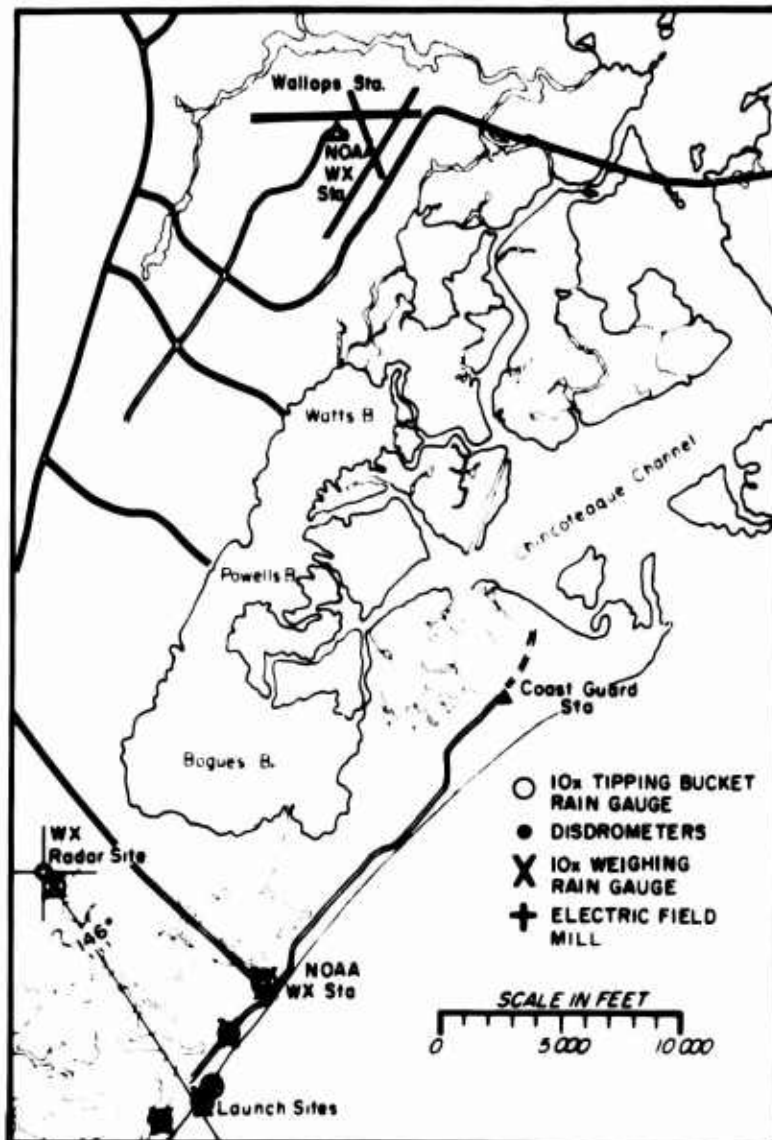 Wallops Sta.
NOAA
WX
Sta
Watts B
Chincoteague Channel
Powells B.
Coast Guard
Sta
Bogues B.
10x TIPPING BUCKET
RAIN GAUGE
DISDROMETERS
10x WEIGHING
RAIN GAUGE
ELECTRIC FIELD
MILL
WX
Radar Site
146°
NOAA
WX Sta
SCALE IN FEET
0 5000 10000
Launch Sites